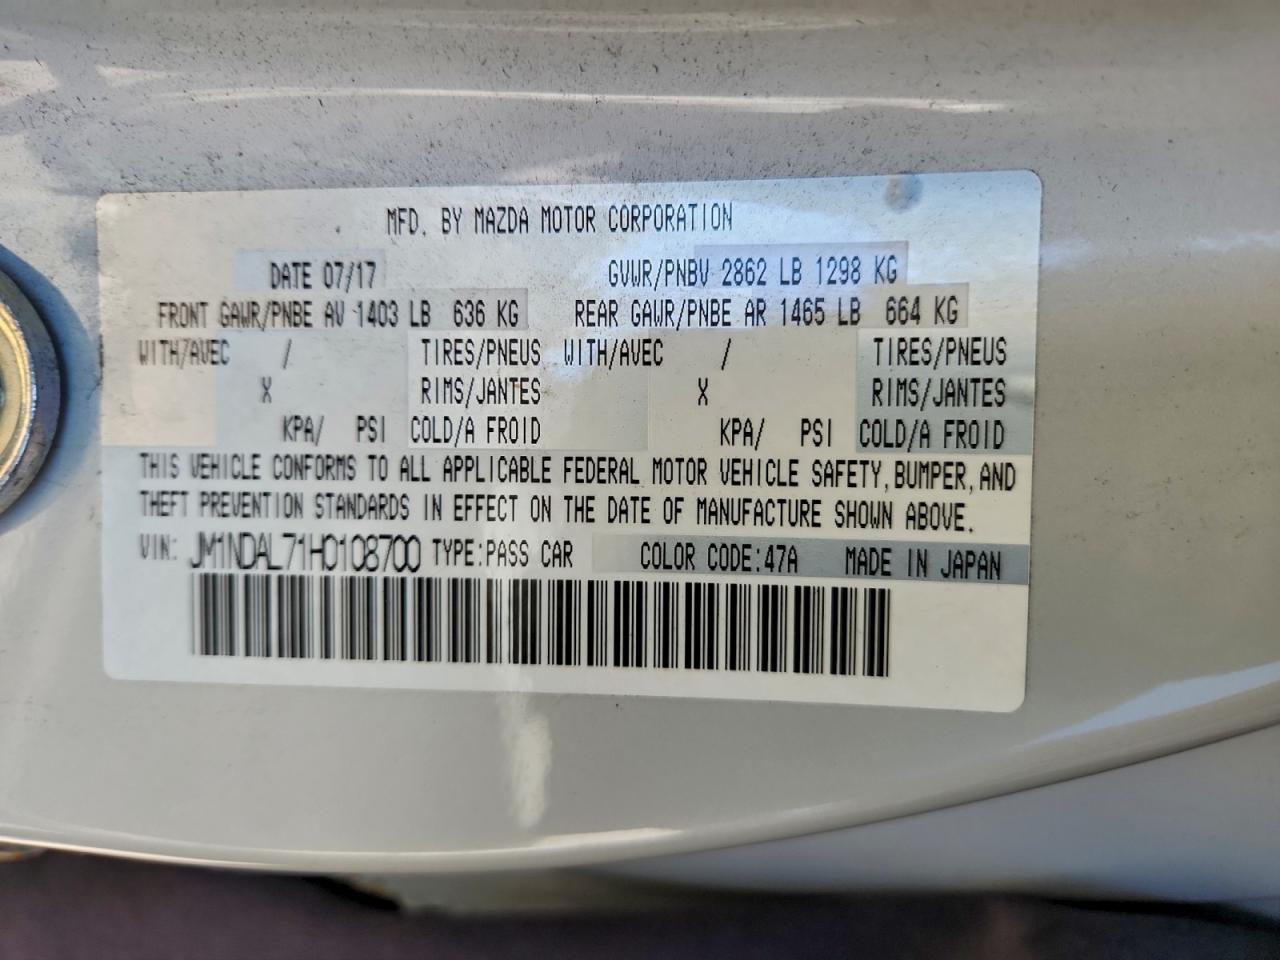 MFD. BY MAZDA MOTOR CORPORATION
DATE 07/17 GVWR/PNBV 2862 LB 1298 KG
FRONT GAWR/PNBE AV 1403 LB 636 KG REAR GAWR/PNBE AR 1465 LB 664 KG
WITH/AVEC / TIRES/PNEUS WITH/AVEC / TIRES/PNEUS
X RIMS/JANTES X RIMS/JANTES
KPA/ PSI COLD/A FROID KPA/ PSI COLD/A FROID
THIS VEHICLE CONFORMS TO ALL APPLICABLE FEDERAL MOTOR VEHICLE SAFETY, BUMPER, AND
THEFT PREVENTION STANDARDS IN EFFECT ON THE DATE OF MANUFACTURE SHOWN ABOVE.
VIN: JM1NDAL71H0108700 TYPE:PASS CAR COLOR CODE:47A MADE IN JAPAN